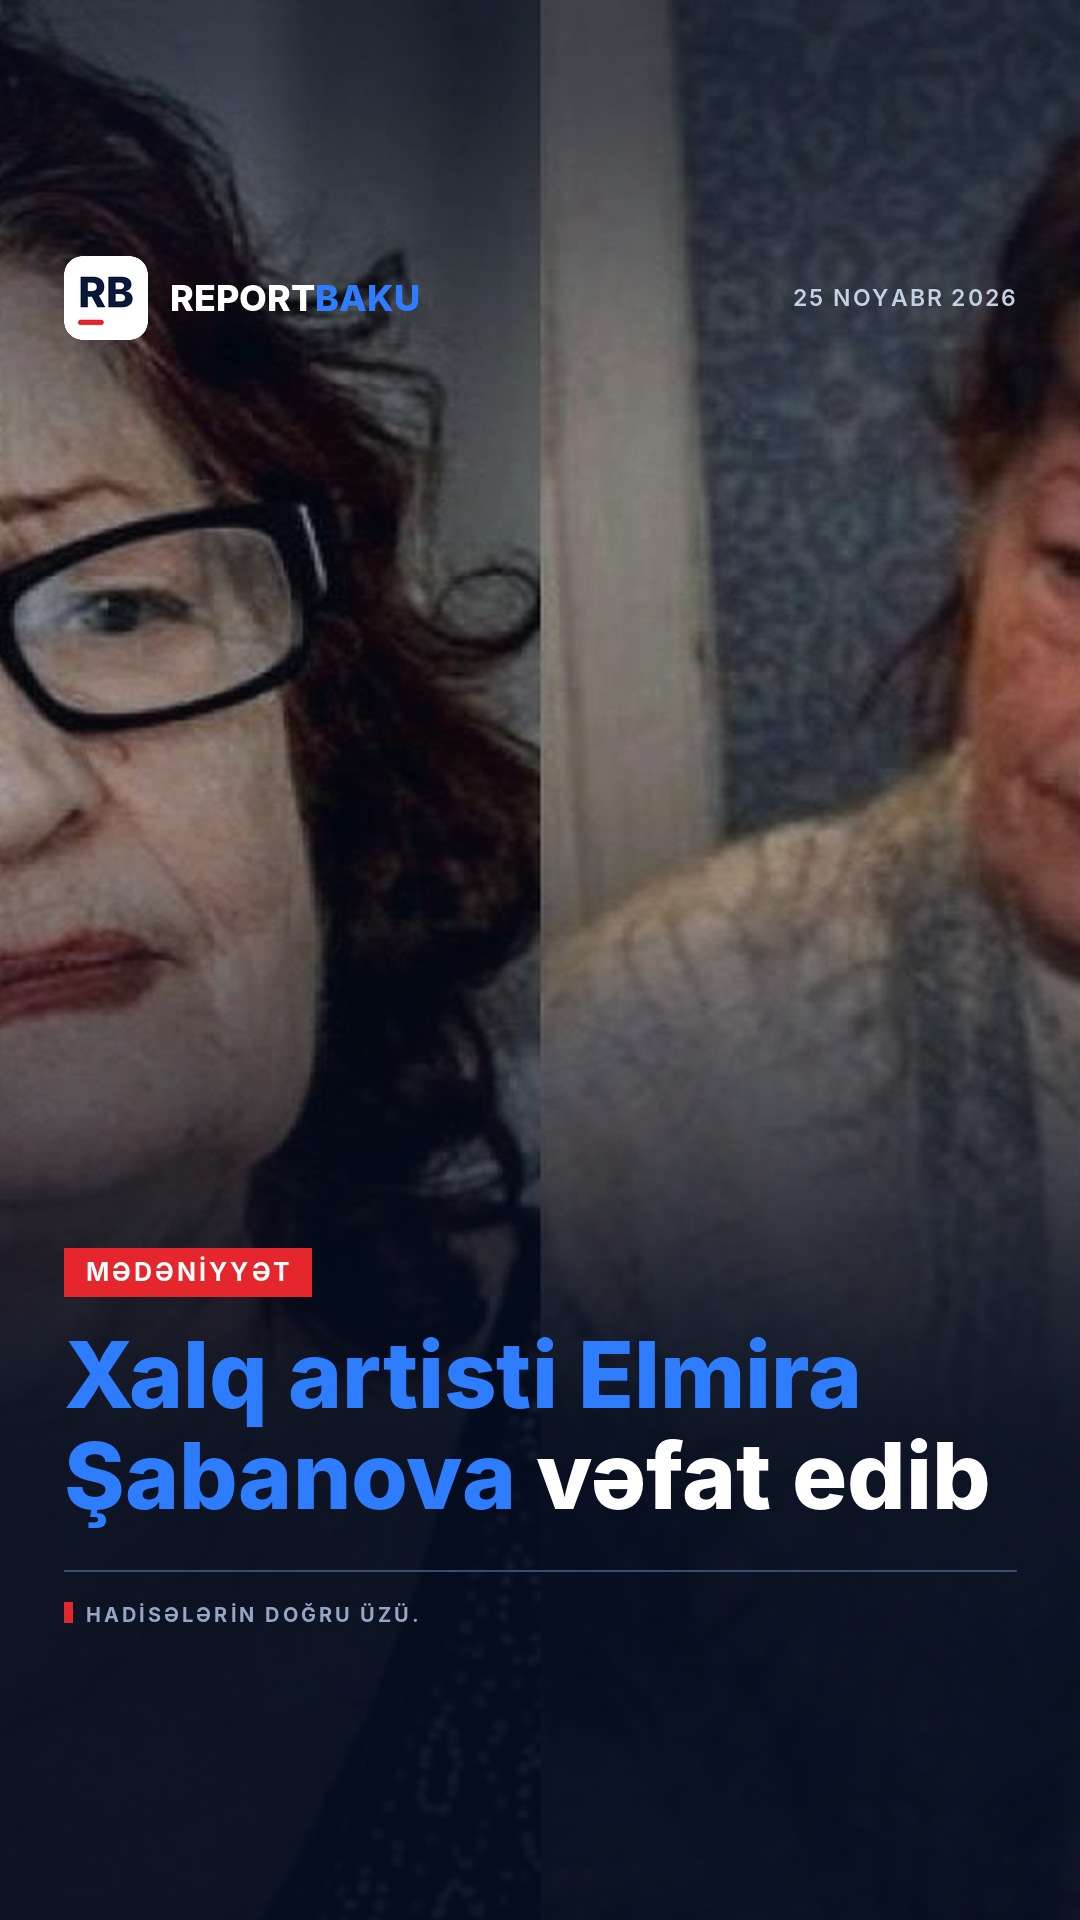 RB
REPORTBAKU
25 NOYABR 2026
MƏDƏNİYYƏT
Xalq artisti Elmira
Şabanova vəfat edib
HADİSƏLƏRİN DOĞRU ÜZÜ.